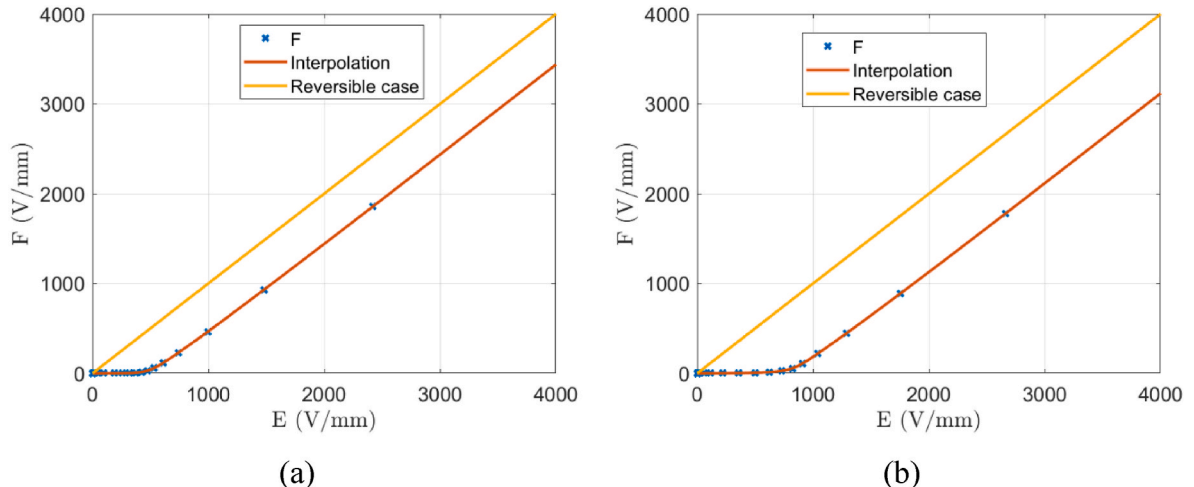 4000
3000
2000
1000
0
F (V/mm)
F
Interpolation
Reversible case
0 1000 2000 3000 4000
E (V/mm)
(a)
4000
3000
2000
1000
0
F (V/mm)
F
Interpolation
Reversible case
0 1000 2000 3000 4000
E (V/mm)
(b)